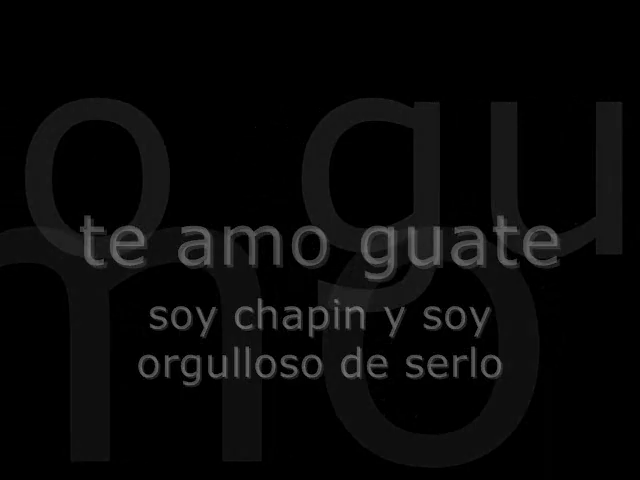 te amo guate
soy chapin y soy
orgulloso de serlo